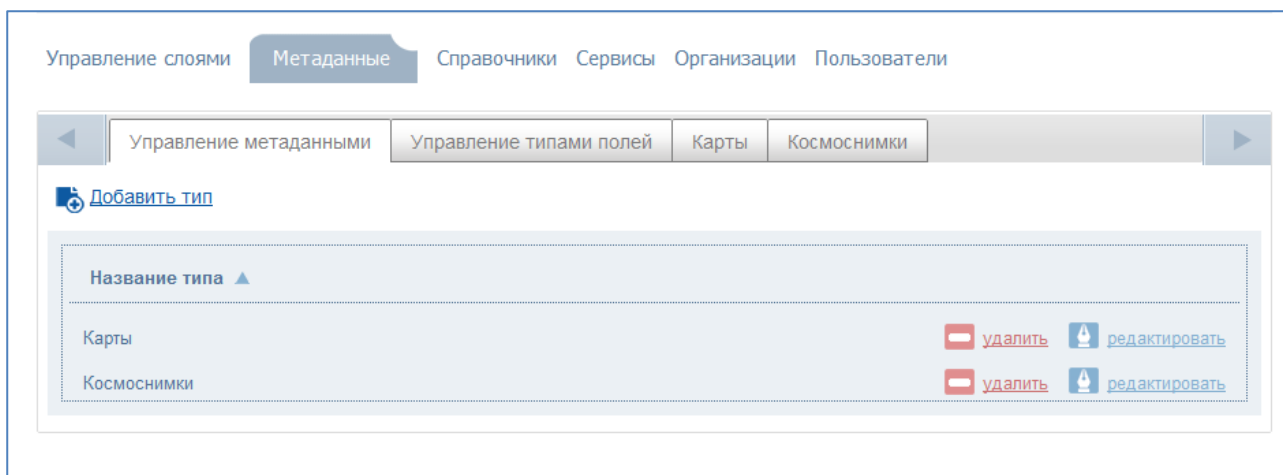 Управление слоями Метаданные Справочники Сервисы Организации Пользователи
Управление метаданными Управление типами полей Карты Космоснимки
Добавить тип
Название типа
Карты удалить редактировать
Космоснимки удалить редактировать